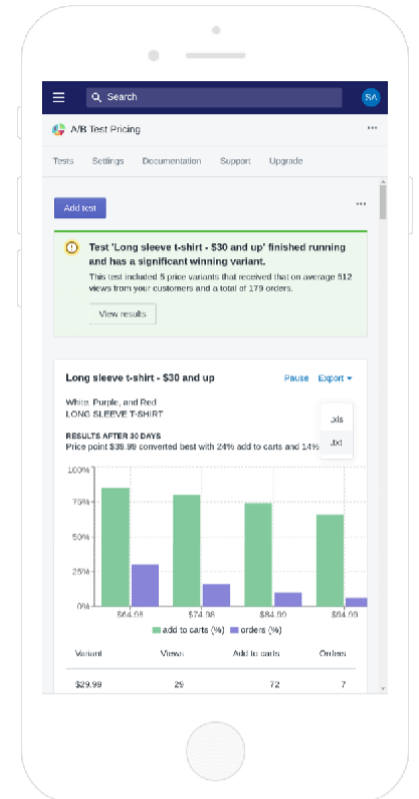 Search
SA
A/B Test Pricing
Tests Settings Documentation Support Upgrade
Add test
Test 'Long sleeve t-shirt - $30 and up' finished running
and has a significant winning variant.
This test included 5 price variants that received that on average 512
views from your customers and a total of 179 orders.
View results
Long sleeve t-shirt - $30 and up Pause Export
White, Purple, and Red
LONG SLEEVE T-SHIRT
.xls
RESULTS AFTER 30 DAYS
.txt
Price point $39.99 converted best with 24% add to carts and 14%
100%
75%
50%
25%
0%
$64.98 $74.98 $84.99 $94.99
add to carts (%) orders (%)
Variant Views Add to carts Orders
$29.99 29 72 7